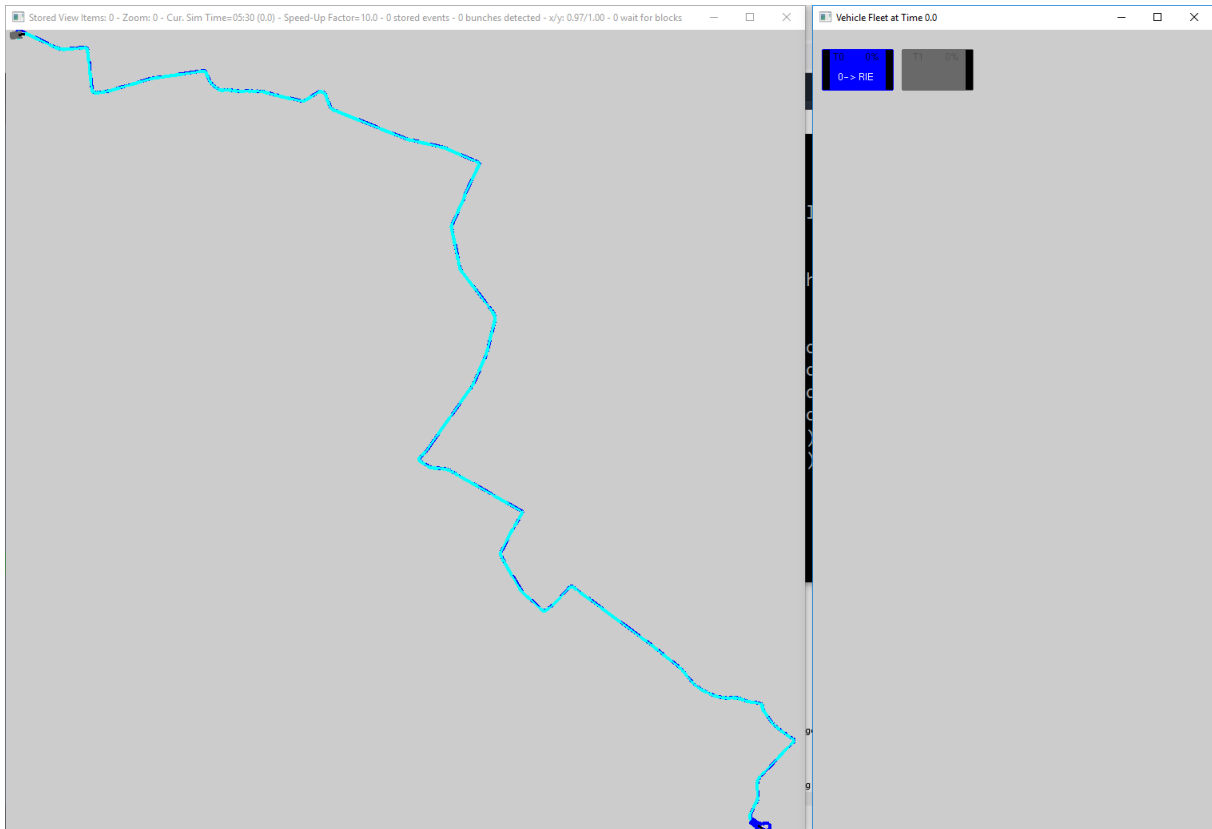 Stored View Items: 0 - Zoom: 0 - Cur. Sim Time=05:30 (0.0) - Speed-Up Factor=10.0 - 0 stored events - 0 bunches detected - x/y: 0.97/1.00 - 0 wait for blocks
Vehicle Fleet at Time 0.0
T1 0%
0-> RIE